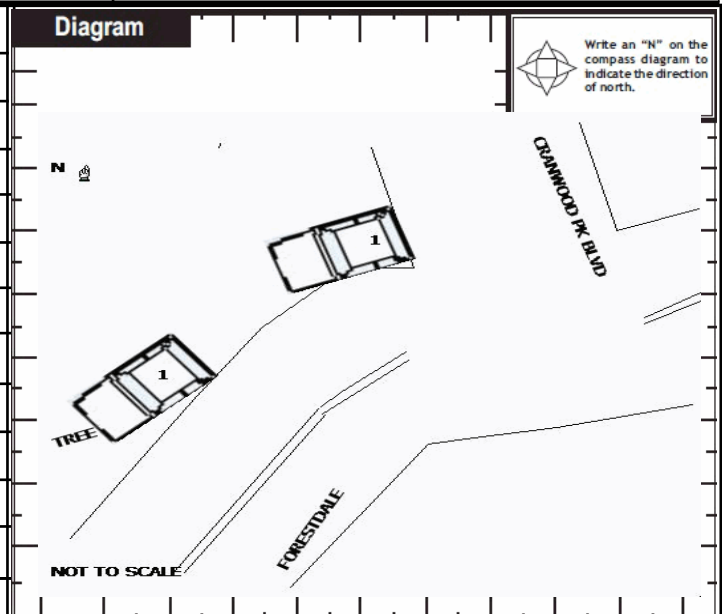 Diagram
Write an “N” on the
compass diagram to
indicate the direction
of north.
N
CRANWOOD PK BLVD
1
1
TREE
FORESTDALE
NOT TO SCALE